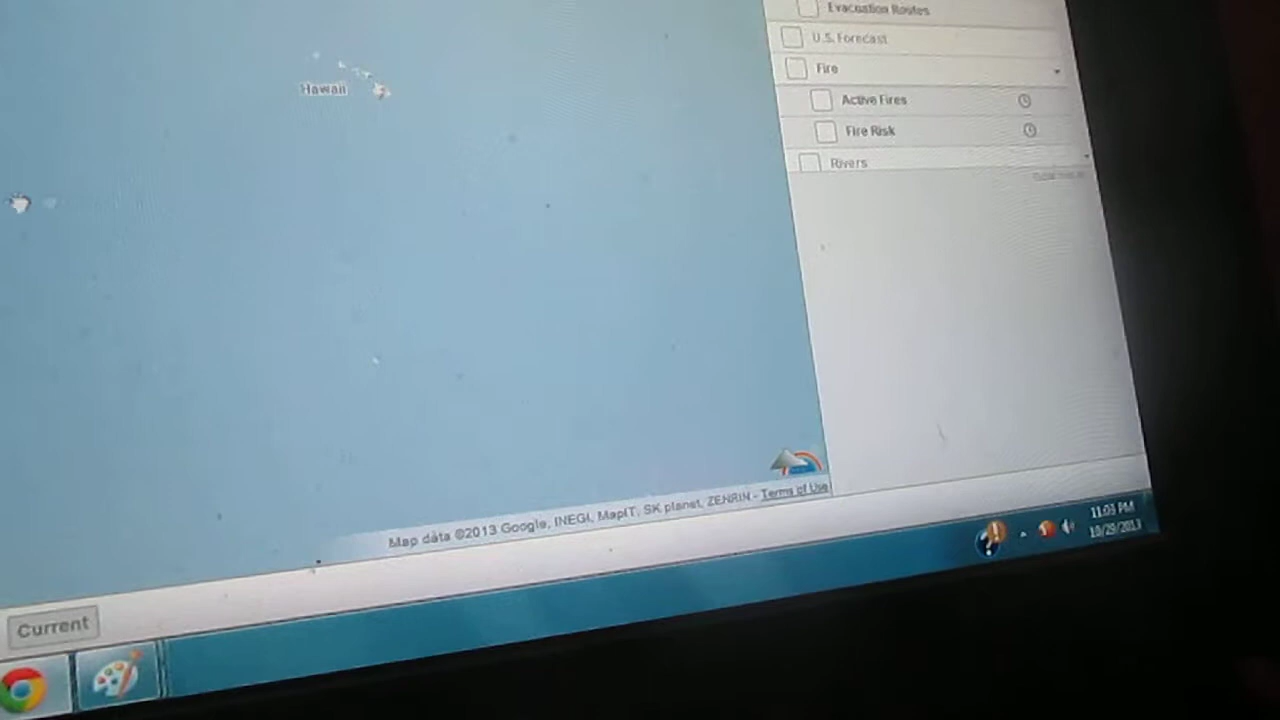 Evacuation Routes
U.S. Forecast
Fire
Active Fires
Fire Risk
Rivers
Hawaii
Map data ©2013 Google, INEGI, MapIT, SK planet, ZENRIN - Terms of Use
11:03 PM
10/29/2013
Current